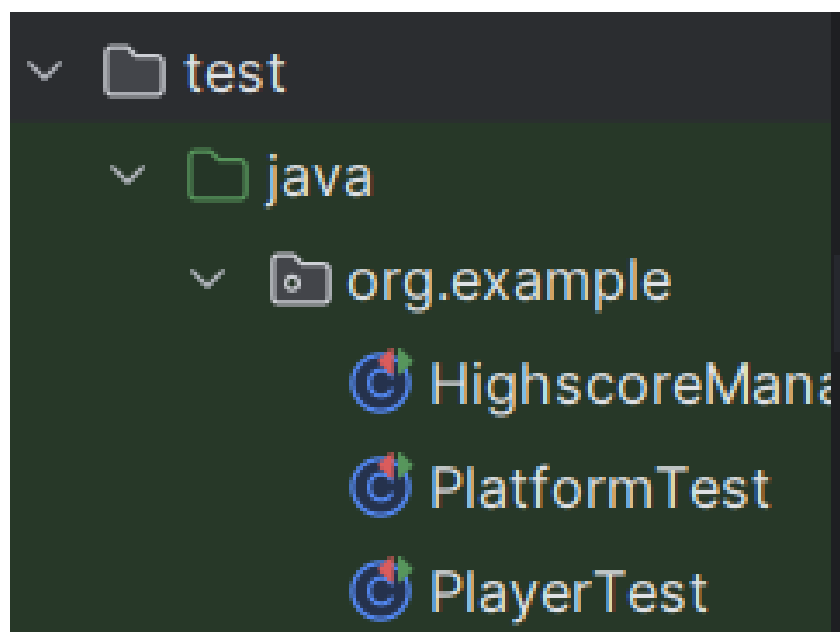 test
java
org.example
HighscoreMana
PlatformTest
PlayerTest